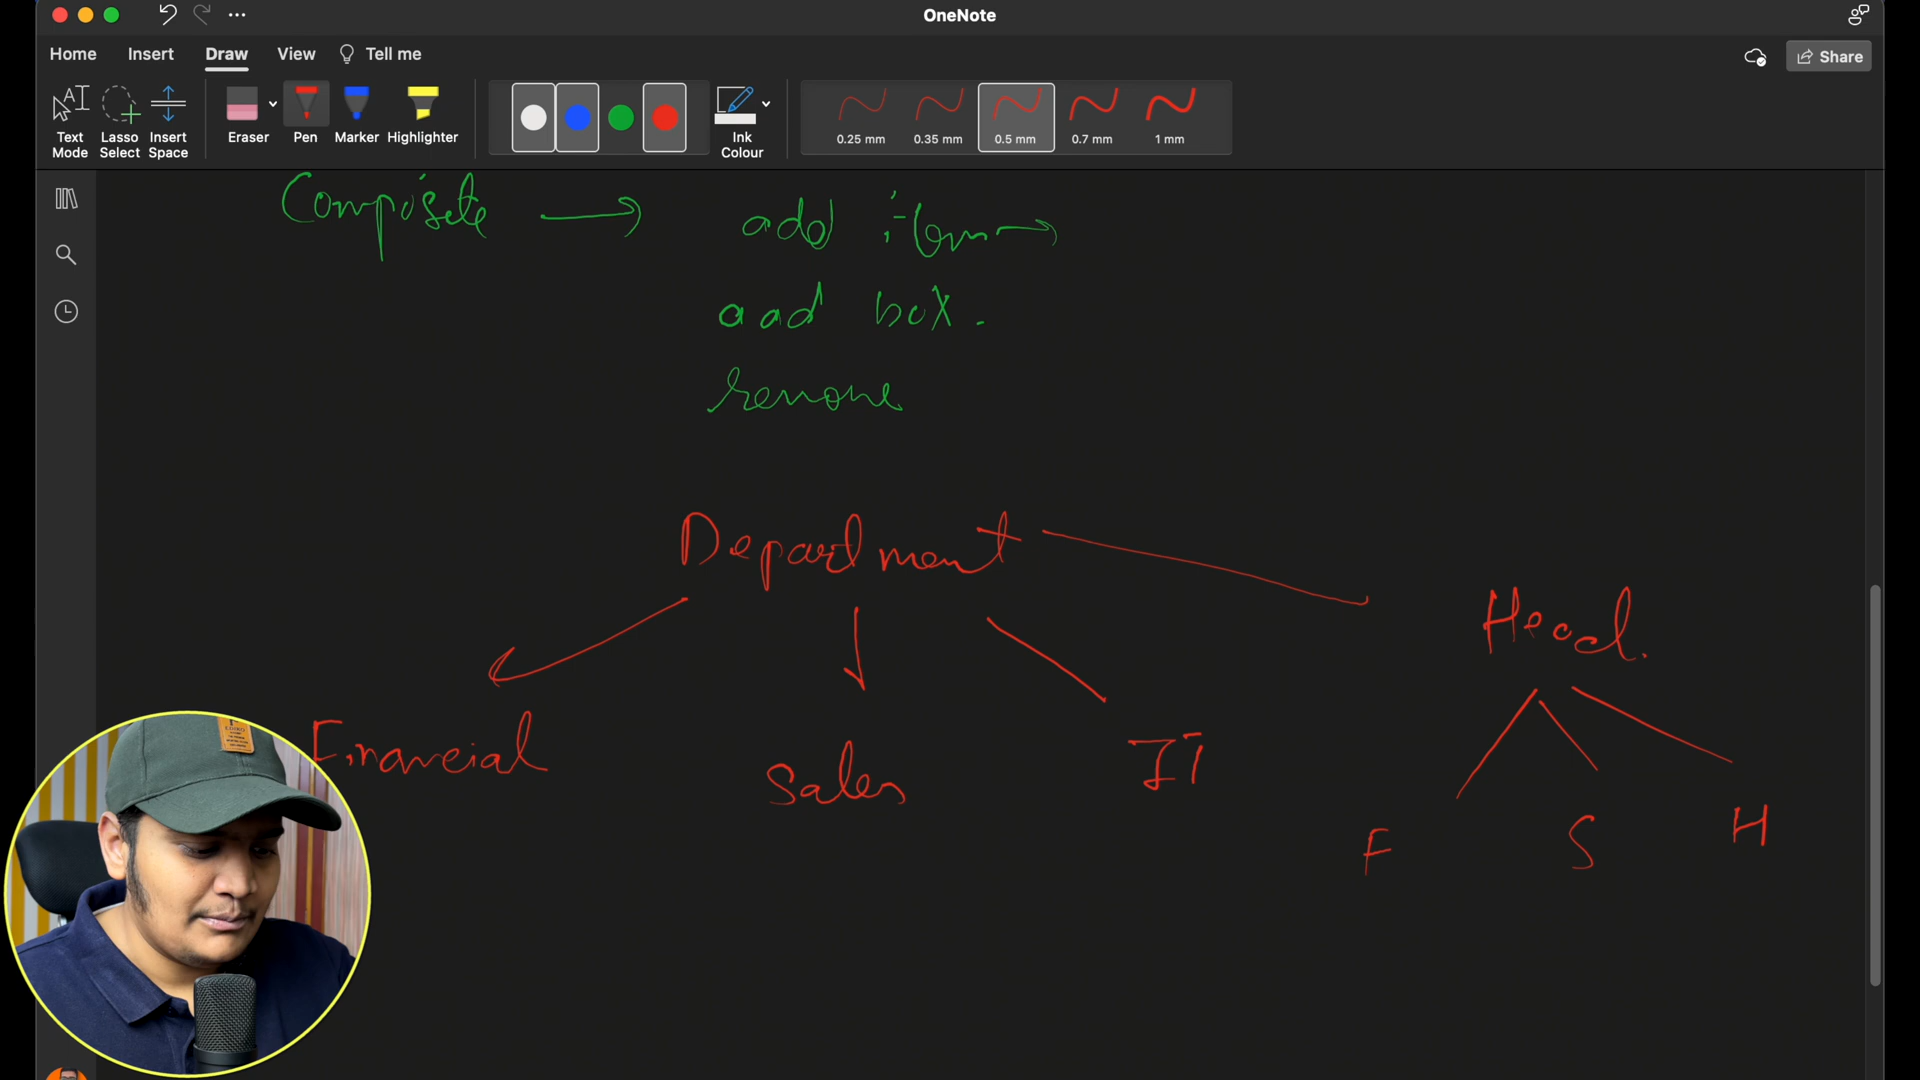 OneNote
Home Insert Draw View Tell me
Share
Text Mode
Lasso Select
Insert Space
Eraser
Pen
Marker
Highlighter
Ink Colour
0.25 mm
0.35 mm
0.5 mm
0.7 mm
1 mm
Composite → add item →
add box.
remove
Department
Head.
Financial
Sales
IT
F
S
H